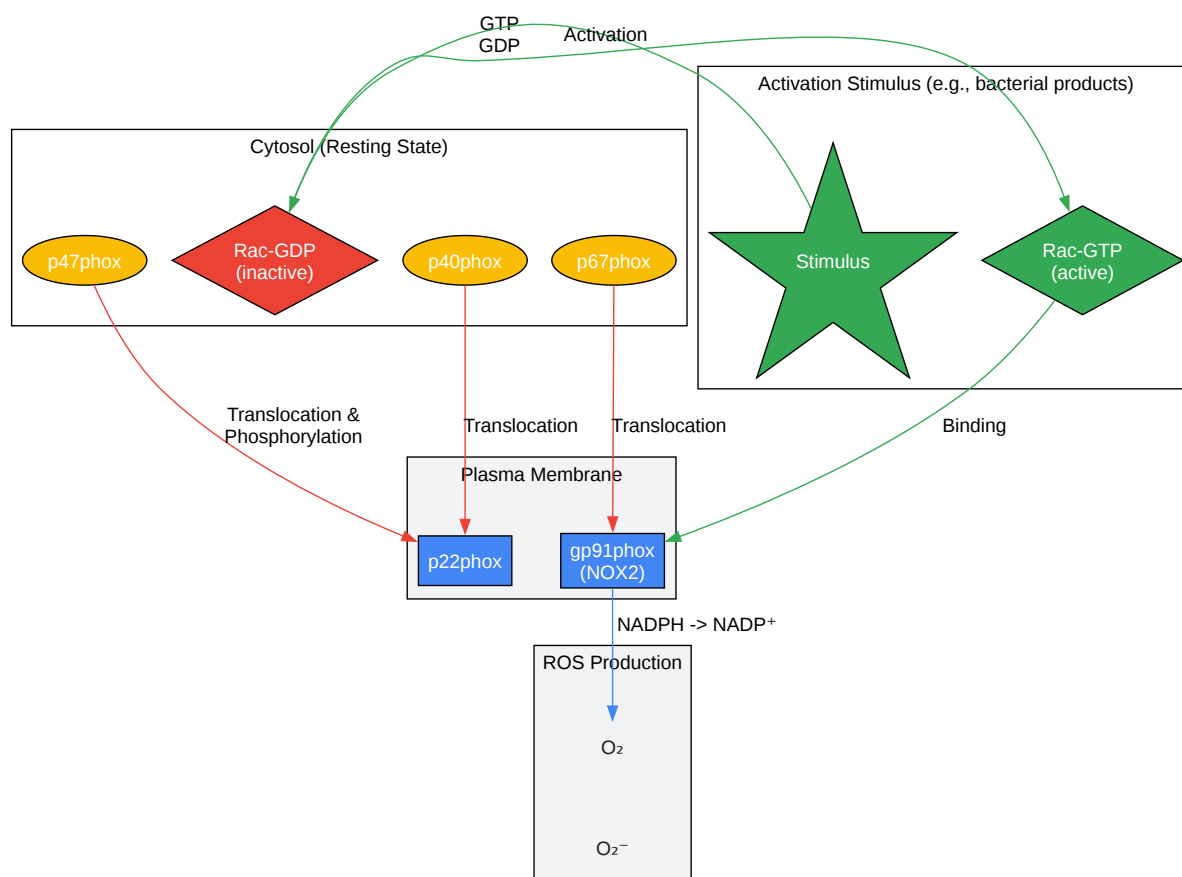 GTP
GDP
Activation
Activation Stimulus (e.g., bacterial products)
Cytosol (Resting State)
p47phox
Rac-GDP
(inactive)
p40phox
p67phox
Stimulus
Rac-GTP
(active)
Translocation &
Phosphorylation
Translocation
Translocation
Binding
Plasma Membrane
p22phox
gp91phox
(NOX2)
NADPH -> NADP⁺
ROS Production
O₂
O₂⁻